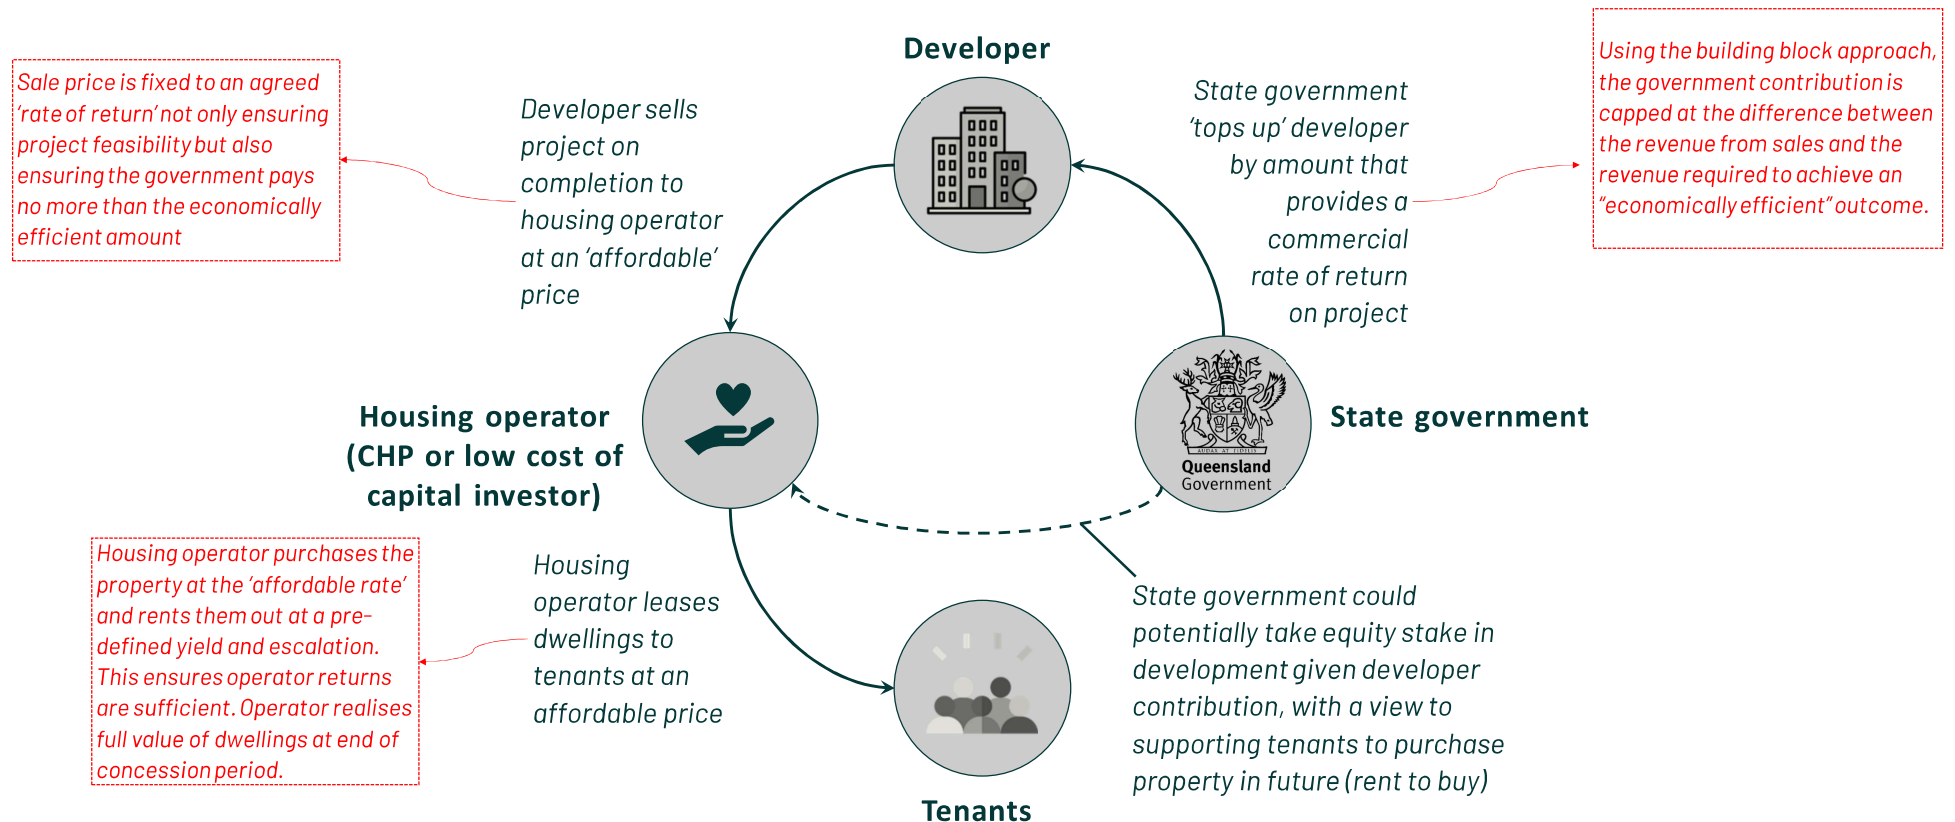 Developer
Sale price is fixed to an agreed
‘rate of return’ not only ensuring
project feasibility but also
ensuring the government pays
no more than the economically
efficient amount
Developer sells
project on
completion to
housing operator
at an ‘affordable’
price
State government
‘tops up’ developer
by amount that
provides a
commercial
rate of return
on project
Using the building block approach,
the government contribution is
capped at the difference between
the revenue from sales and the
revenue required to achieve an
“economically efficient” outcome.
Housing operator
(CHP or low cost of
capital investor)
AUDAX AT FIDELIS
Queensland
Government
State government
Housing operator purchases the
property at the ‘affordable rate’
and rents them out at a pre-
defined yield and escalation.
This ensures operator returns
are sufficient. Operator realises
full value of dwellings at end of
concession period.
Housing
operator leases
dwellings to
tenants at an
affordable price
State government could
potentially take equity stake in
development given developer
contribution, with a view to
supporting tenants to purchase
property in future (rent to buy)
Tenants